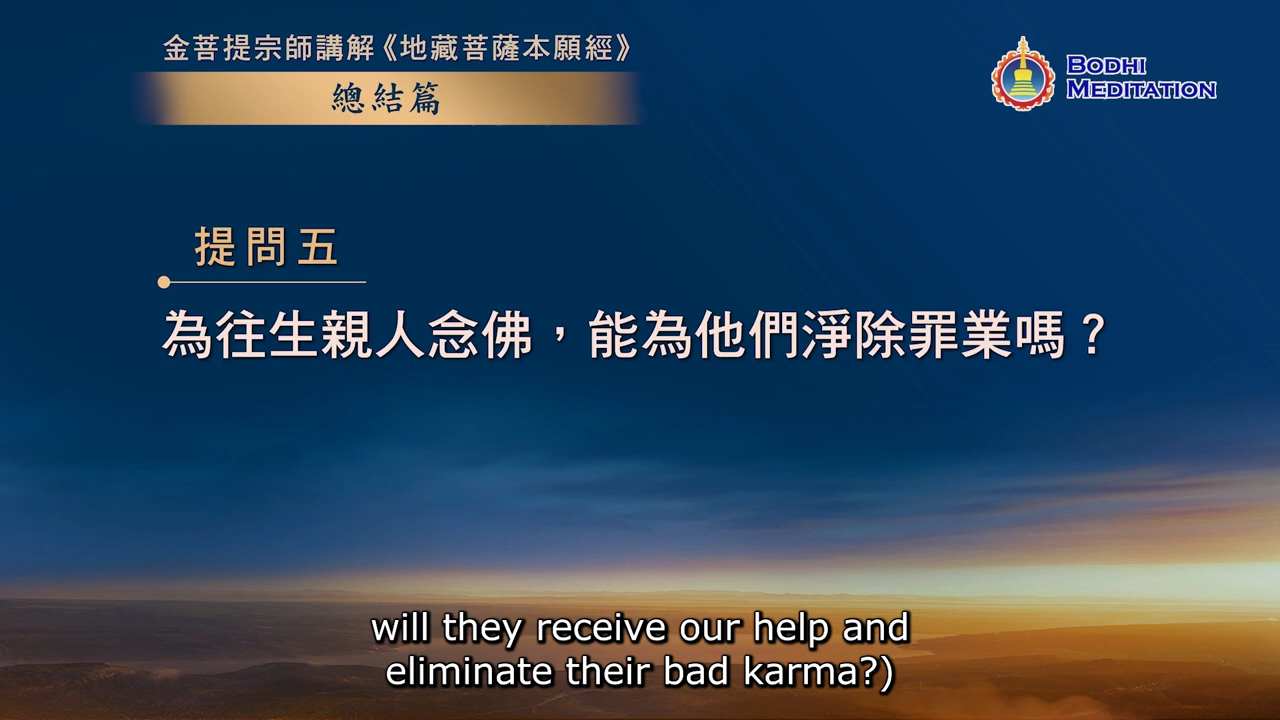 金菩提宗師講解《地藏菩薩本願經》
總結篇
BODHI
MEDITATION
提問五
為往生親人念佛，能為他們淨除罪業嗎？
will they receive our help and
eliminate their bad karma?)